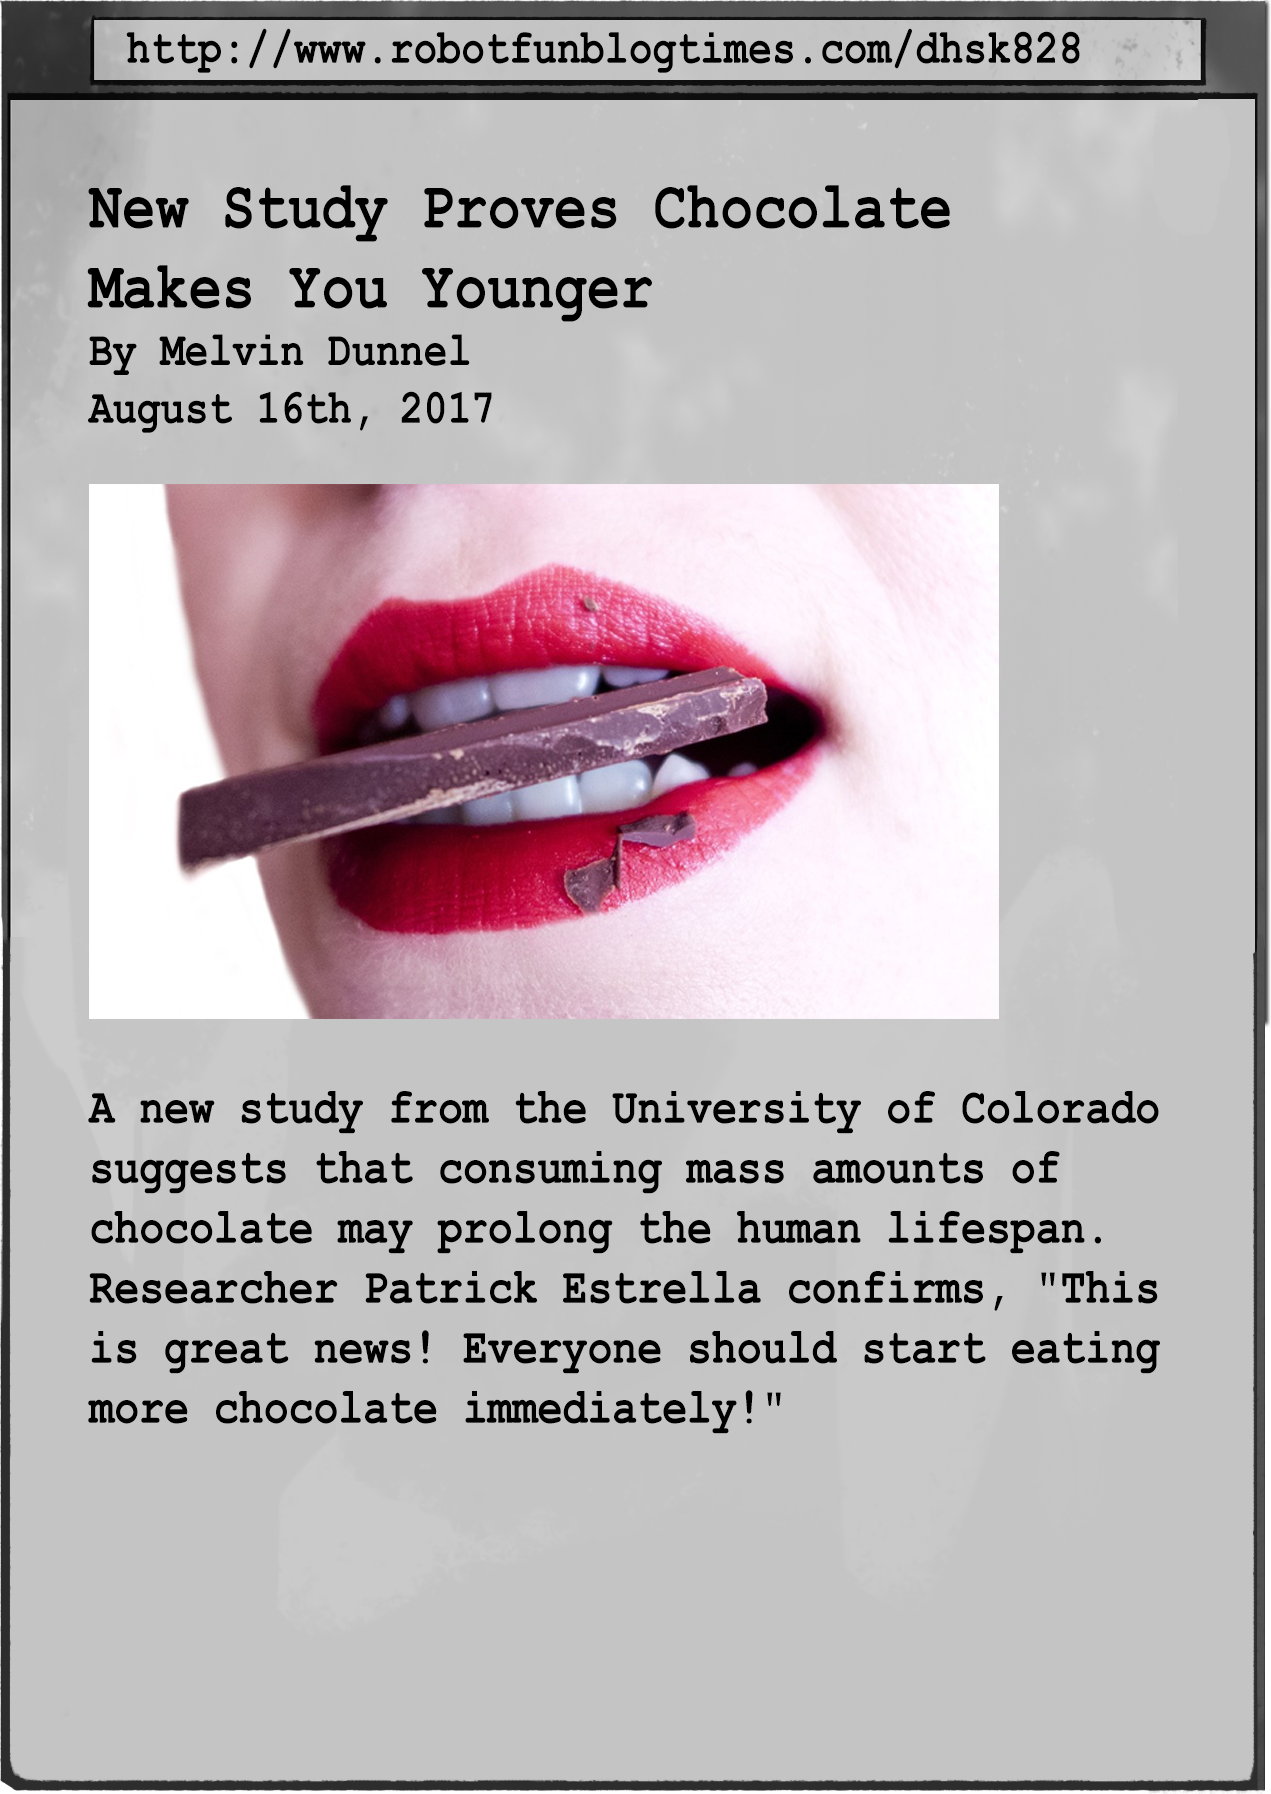 http://www.robotfunblogtimes.com/dhsk828
New Study Proves Chocolate
Makes You Younger
By Melvin Dunnel
August 16th, 2017
A new study from the University of Colorado
suggests that consuming mass amounts of
chocolate may prolong the human lifespan.
Researcher Patrick Estrella confirms, "This
is great news! Everyone should start eating
more chocolate immediately!"